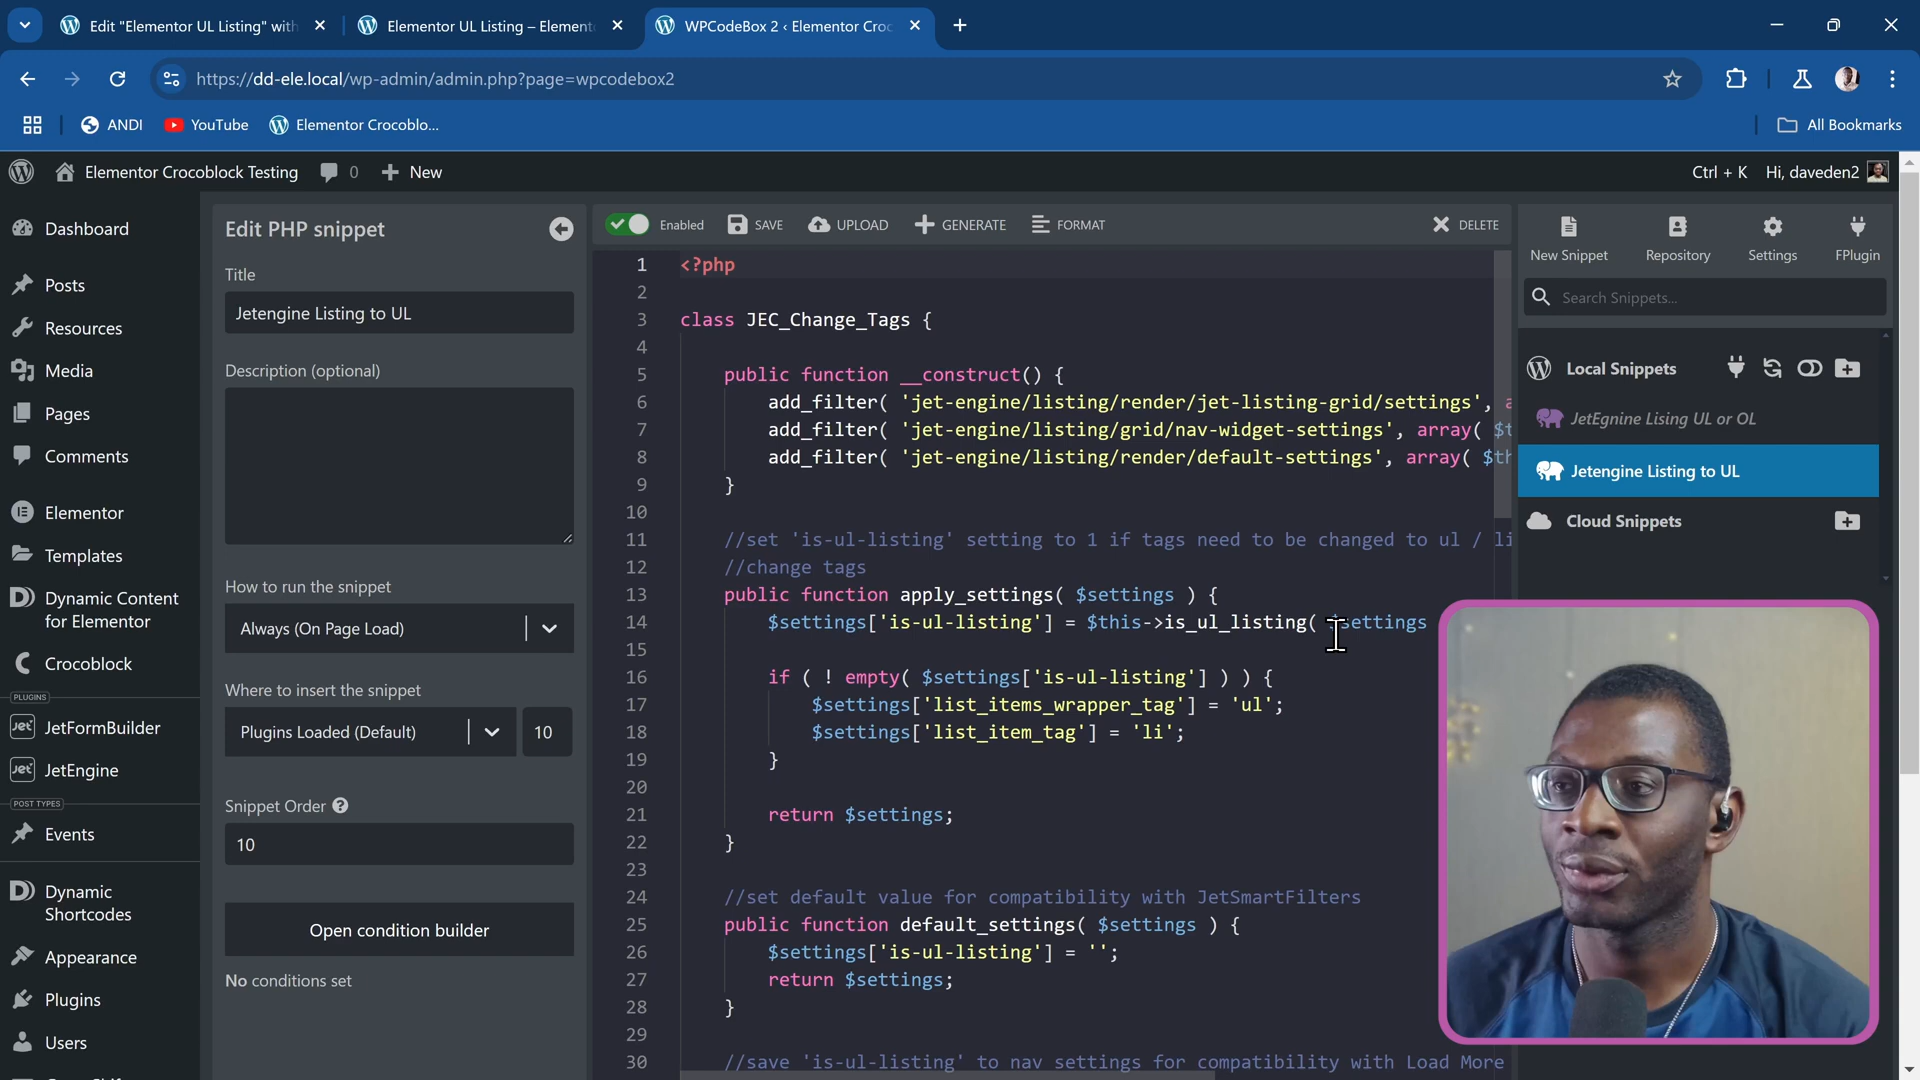 Edit "Elementor UL Listing" with
Elementor UL Listing – Element
WPCodeBox 2 ‹ Elementor Croc
https://dd-ele.local/wp-admin/admin.php?page=wpcodebox2
ANDI
YouTube
Elementor Crocoblo...
All Bookmarks
Elementor Crocoblock Testing
0
New
Ctrl + K
Hi, daveden2
Dashboard
Posts
Resources
Media
Pages
Comments
Elementor
Templates
Dynamic Content
for Elementor
Crocoblock
PLUGINS
Jet JetFormBuilder
Jet JetEngine
POST TYPES
Events
Dynamic
Shortcodes
Appearance
Plugins
Users
Edit PHP snippet
Title
Jetengine Listing to UL
Description (optional)
How to run the snippet
Always (On Page Load)
Where to insert the snippet
Plugins Loaded (Default)
10
Snippet Order
10
Open condition builder
No conditions set
Enabled
SAVE
UPLOAD
GENERATE
FORMAT
DELETE
1 <?php
2
3 class JEC_Change_Tags {
4
5 public function __construct() {
6 add_filter( 'jet-engine/listing/render/jet-listing-grid/settings', a
7 add_filter( 'jet-engine/listing/grid/nav-widget-settings', array( $t
8 add_filter( 'jet-engine/listing/render/default-settings', array( $th
9 }
10
11 //set 'is-ul-listing' setting to 1 if tags need to be changed to ul / li
12 //change tags
13 public function apply_settings( $settings ) {
14 $settings['is-ul-listing'] = $this->is_ul_listing( $settings
15
16 if ( ! empty( $settings['is-ul-listing'] ) ) {
17 $settings['list_items_wrapper_tag'] = 'ul';
18 $settings['list_item_tag'] = 'li';
19 }
20
21 return $settings;
22 }
23
24 //set default value for compatibility with JetSmartFilters
25 public function default_settings( $settings ) {
26 $settings['is-ul-listing'] = '';
27 return $settings;
28 }
29
30 //save 'is-ul-listing' to nav settings for compatibility with Load More
New Snippet
Repository
Settings
FPlugin
Search Snippets...
Local Snippets
JetEgnine Lising UL or OL
Jetengine Listing to UL
Cloud Snippets